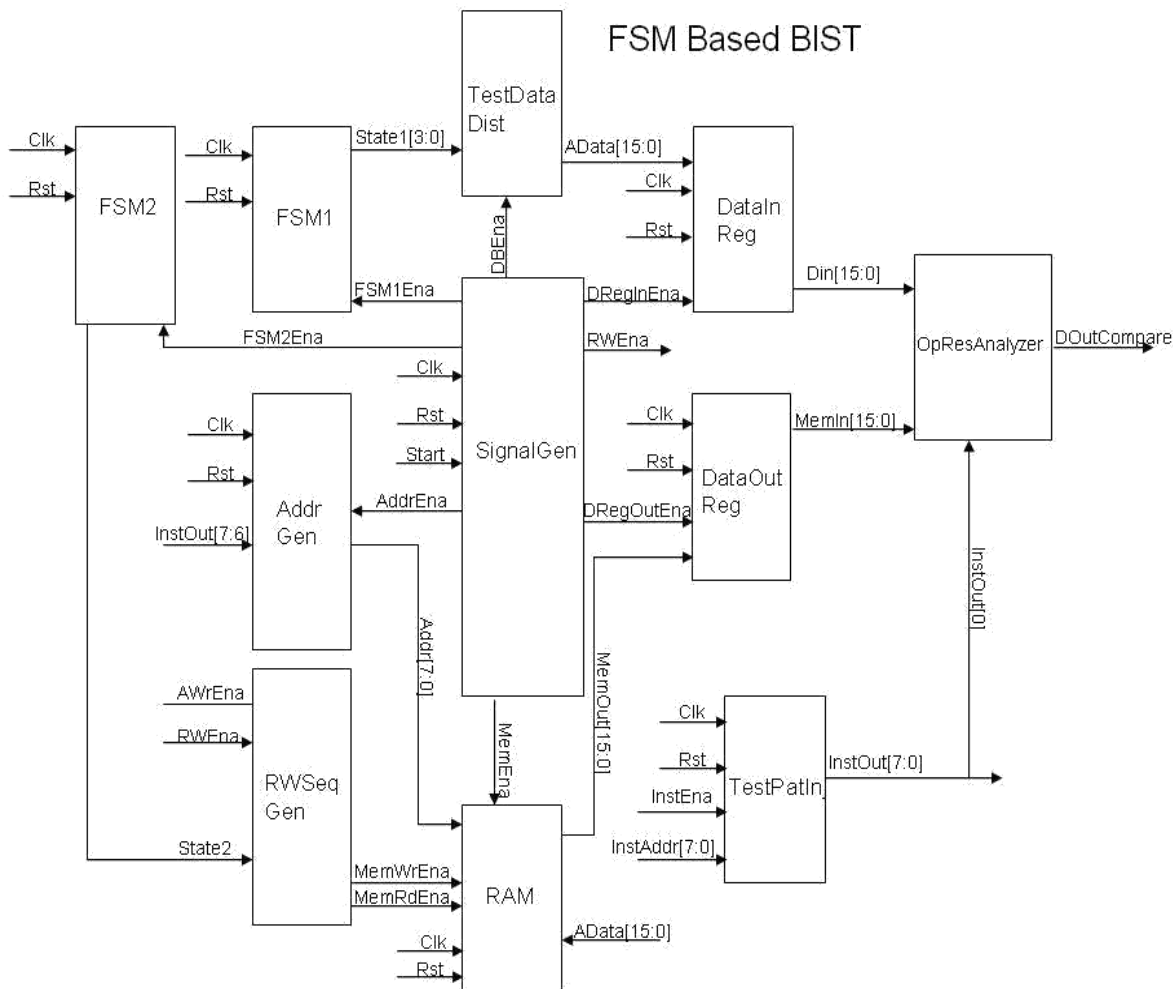 FSM Based BIST
TestData
Dist
Clk
Rst
FSM2
Clk
Rst
FSM1
State1[3:0]
AData[15:0]
Clk
Rst
DataIn
Reg
DBEna
FSM1Ena
FSM2Ena
DRegInEna
RWEna
Din[15:0]
OpResAnalyzer
DOutCompare
Clk
Rst
Start
SignalGen
AddrEna
Clk
Rst
InstOut[7:6]
Addr
Gen
Clk
Rst
DRegOutEna
DataOut
Reg
MemIn[15:0]
InstOut[0]
Addr[7:0]
MemOut[15:0]
MemEna
AWrEna
RWEna
RWSeq
Gen
State2
MemWrEna
MemRdEna
Clk
Rst
RAM
AData[15:0]
Clk
Rst
InstEna
InstAddr[7:0]
TestPatIn
InstOut[7:0]